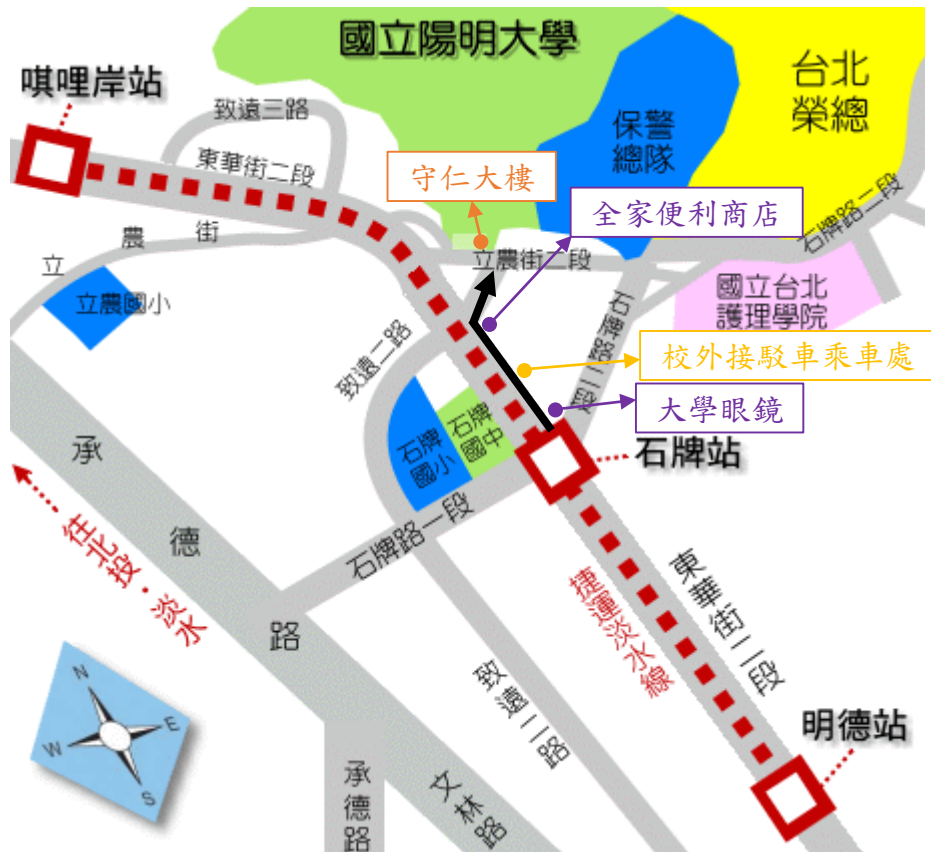 國立陽明大學
台北
榮總
唭哩岸站
致遠三路
保警
總隊
東華街二段
守仁大樓
全家便利商店
石牌路二段
立農街
立農街二段
立農國小
國立台北
護理學院
石牌路二段
致遠二路
校外接駁車乘車處
大學眼鏡
石牌
國中
石牌
國小
石牌站
承德路
石牌路一段
往北投・淡水
捷運淡水線
東華街二段
致遠二路
明德站
承德路
文林路
N
E
W
S